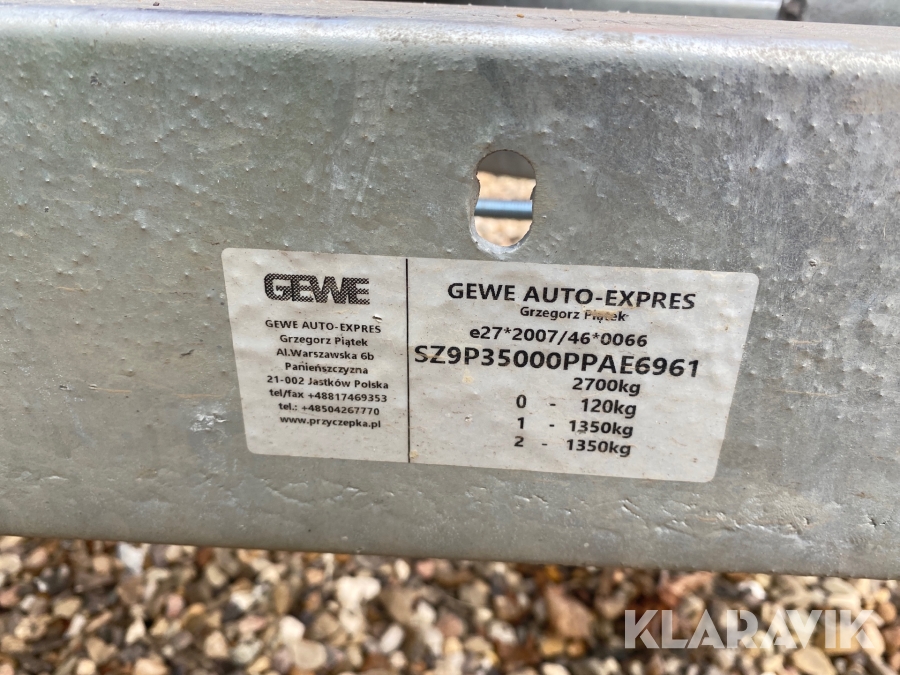 GEWE
GEWE AUTO-EXPRES
Grzegorz Piątek
Al.Warszawska 6b
Panieńszczyzna
21-002 Jastków Polska
tel/fax +48817469353
tel.: +48504267770
www.przyczepka.pl
GEWE AUTO-EXPRES
Grzegorz Piątek
e27*2007/46*0066
SZ9P35000PPAE6961
2700kg
0 - 120kg
1 - 1350kg
2 - 1350kg
KLARAVIK